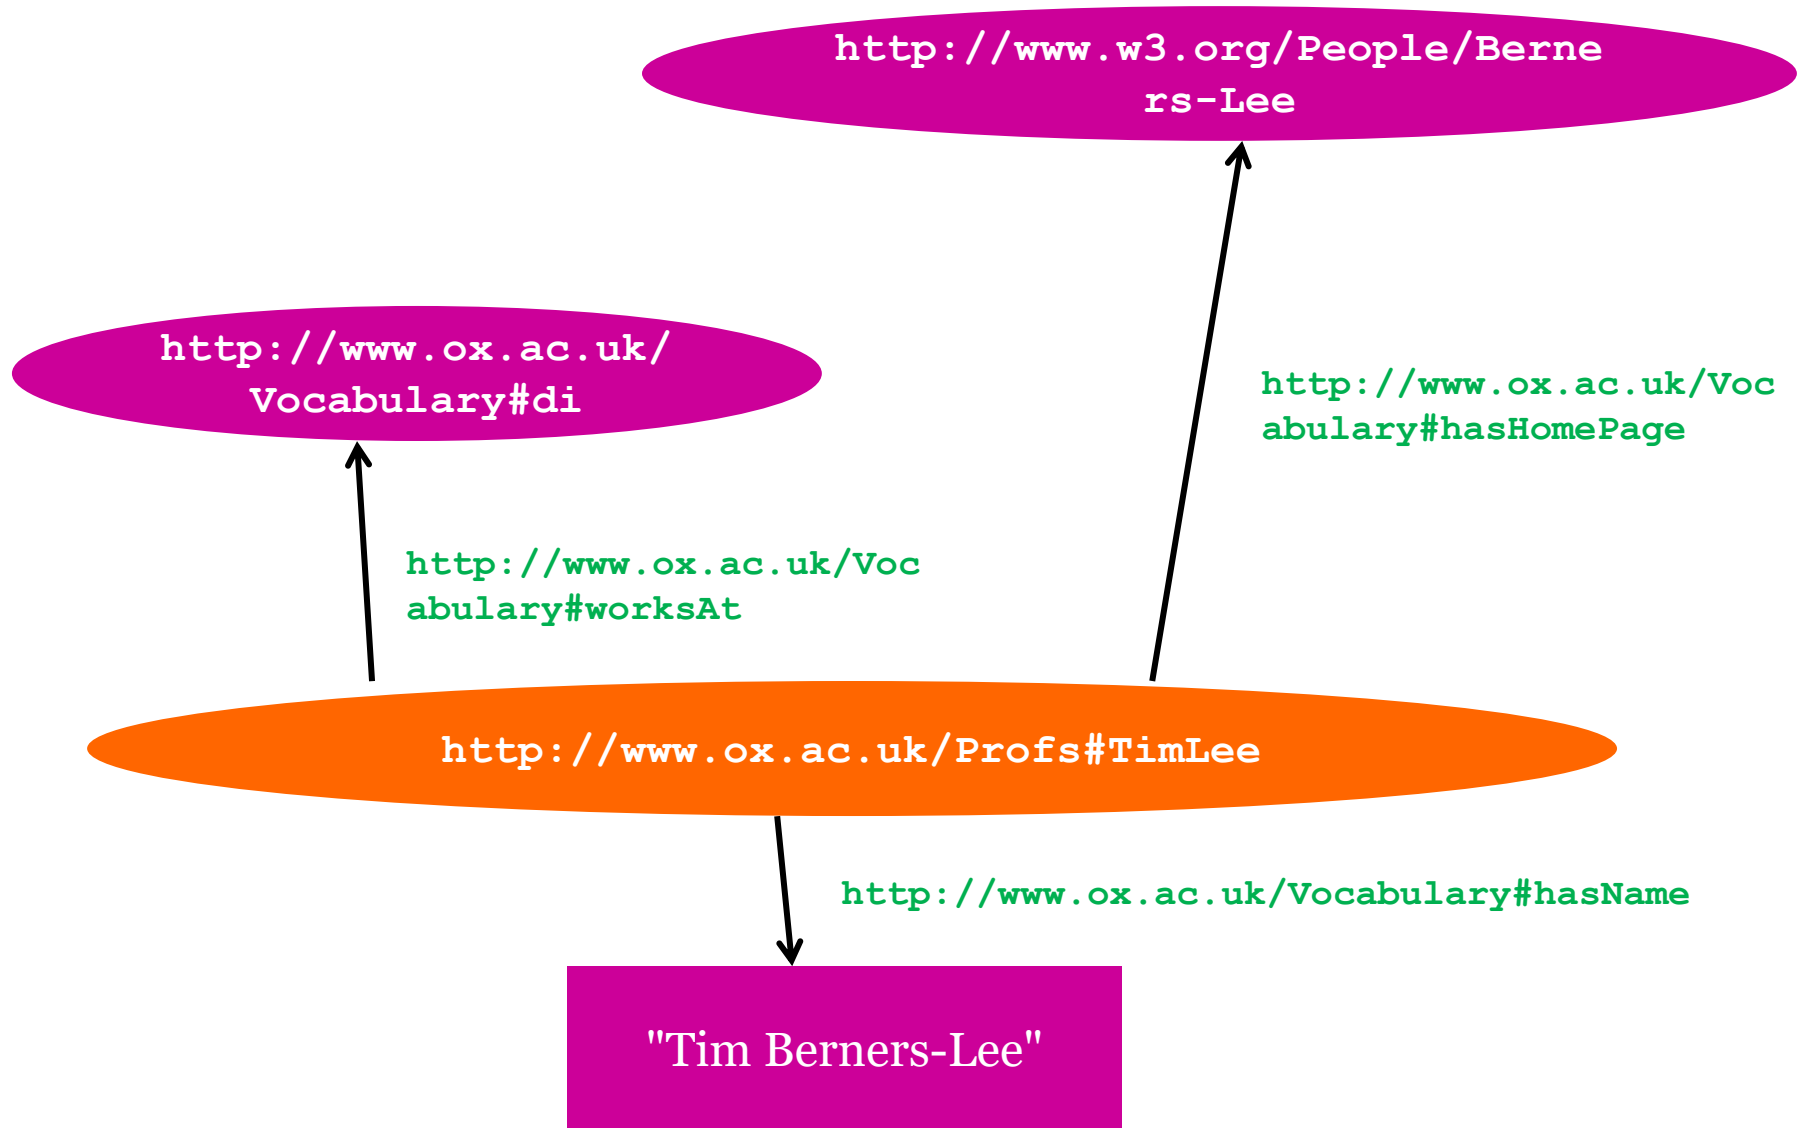 http://www.w3.org/People/Berne
rs-Lee
http://www.ox.ac.uk/
Vocabulary#di
http://www.ox.ac.uk/Voc
abulary#hasHomePage
http://www.ox.ac.uk/Voc
abulary#worksAt
http://www.ox.ac.uk/Profs#TimLee
http://www.ox.ac.uk/Vocabulary#hasName
"Tim Berners-Lee"